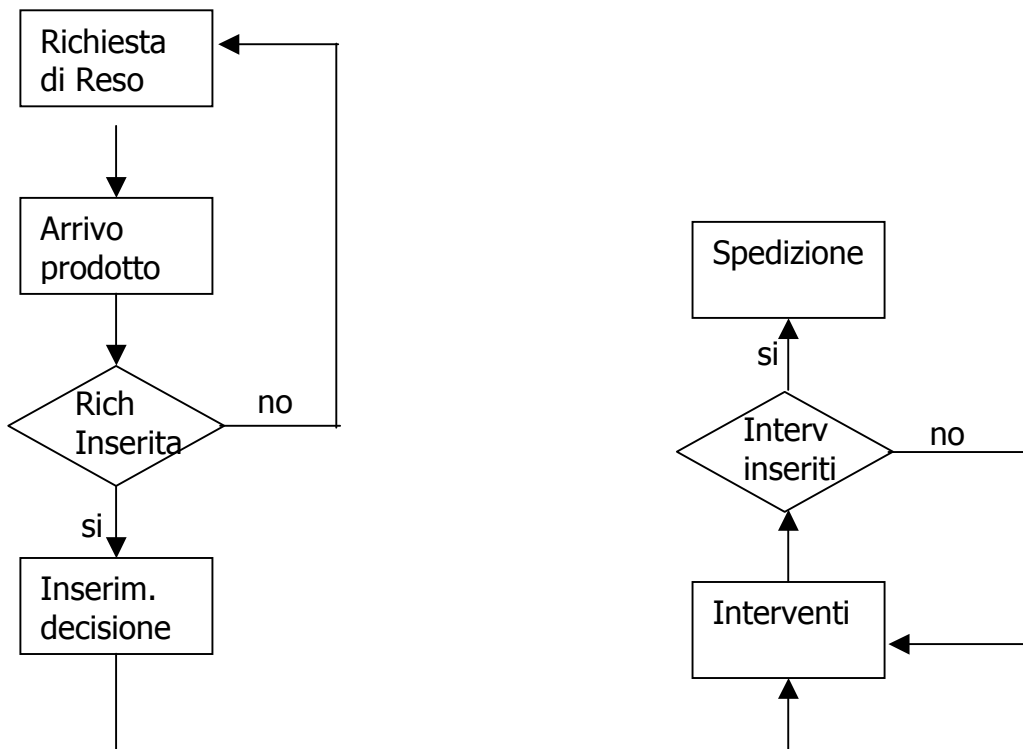 Richiesta
di Reso
Arrivo
prodotto
Rich
Inserita
no
si
Inserim.
decisione
Spedizione
si
Interv
inseriti
no
Interventi